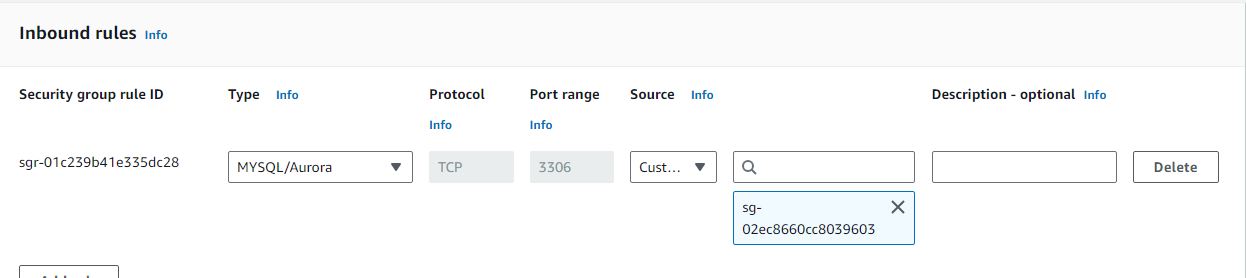 Inbound rules Info
Security group rule ID Type Info Protocol Info Port range Info Source Info Description - optional Info
sgr-01c239b41e335dc28 MYSQL/Aurora TCP 3306 Cust... Delete
sg-
02ec8660cc8039603